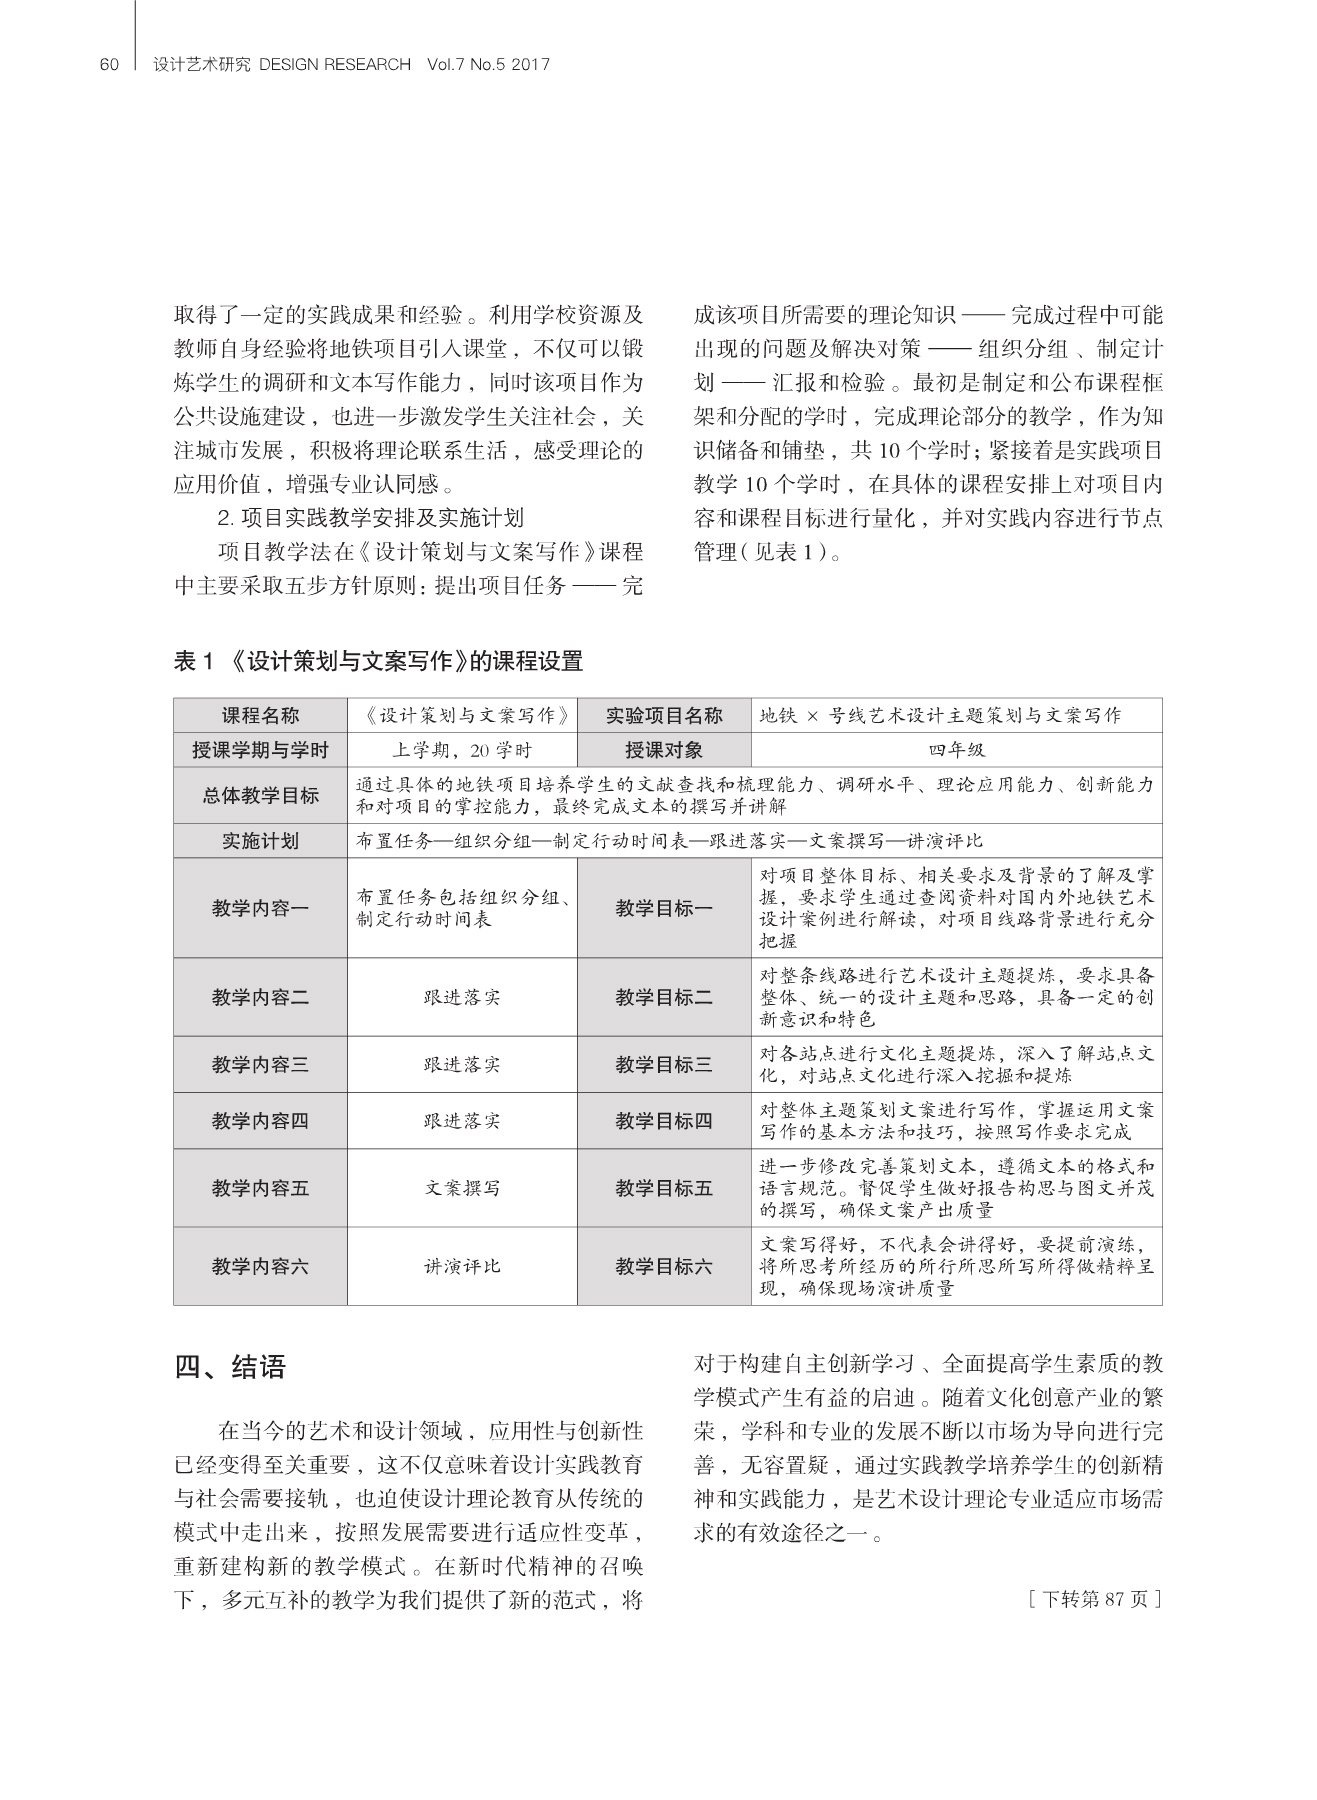 60 设计艺术研究 DESIGN RESEARCH Vol.7 No.5 2017
取得了一定的实践成果和经验。利用学校资源及
教师自身经验将地铁项目引入课堂，不仅可以锻
炼学生的调研和文本写作能力，同时该项目作为
公共设施建设，也进一步激发学生关注社会，关
注城市发展，积极将理论联系生活，感受理论的
应用价值，增强专业认同感。
2. 项目实践教学安排及实施计划
项目教学法在《设计策划与文案写作》课程
中主要采取五步方针原则：提出项目任务——完
成该项目所需要的理论知识——完成过程中可能
出现的问题及解决对策——组织分组、制定计
划——汇报和检验。最初是制定和公布课程框
架和分配的学时，完成理论部分的教学，作为知
识储备和铺垫，共 10 个学时；紧接着是实践项目
教学 10 个学时，在具体的课程安排上对项目内
容和课程目标进行量化，并对实践内容进行节点
管理（见表 1）。
表 1 《设计策划与文案写作》的课程设置
课程名称 《设计策划与文案写作》 实验项目名称 地铁 × 号线艺术设计主题策划与文案写作
授课学期与学时 上学期，20 学时 授课对象 四年级
总体教学目标
通过具体的地铁项目培养学生的文献查找和梳理能力、调研水平、理论应用能力、创新能力
和对项目的掌控能力，最终完成文本的撰写并讲解
实施计划 布置任务—组织分组—制定行动时间表—跟进落实—文案撰写—讲演评比
教学内容一
布置任务包括组织分组、
制定行动时间表
教学目标一
对项目整体目标、相关要求及背景的了解及掌
握，要求学生通过查阅资料对国内外地铁艺术
设计案例进行解读，对项目线路背景进行充分
把握
教学内容二 跟进落实 教学目标二
对整条线路进行艺术设计主题提炼，要求具备
整体、统一的设计主题和思路，具备一定的创
新意识和特色
教学内容三 跟进落实 教学目标三
对各站点进行文化主题提炼，深入了解站点文
化，对站点文化进行深入挖掘和提炼
教学内容四 跟进落实 教学目标四
对整体主题策划文案进行写作，掌握运用文案
写作的基本方法和技巧，按照写作要求完成
教学内容五 文案撰写 教学目标五
进一步修改完善策划文本，遵循文本的格式和
语言规范。督促学生做好报告构思与图文并茂
的撰写，确保文案产出质量
教学内容六 讲演评比 教学目标六
文案写得好，不代表会讲得好，要提前演练，
将所思考所经历的所行所思所写所得做精粹呈
现，确保现场演讲质量
四、结语
在当今的艺术和设计领域，应用性与创新性
已经变得至关重要，这不仅意味着设计实践教育
与社会需要接轨，也迫使设计理论教育从传统的
模式中走出来，按照发展需要进行适应性变革，
重新建构新的教学模式。在新时代精神的召唤
下，多元互补的教学为我们提供了新的范式，将
对于构建自主创新学习、全面提高学生素质的教
学模式产生有益的启迪。随着文化创意产业的繁
荣，学科和专业的发展不断以市场为导向进行完
善，无容置疑，通过实践教学培养学生的创新精
神和实践能力，是艺术设计理论专业适应市场需
求的有效途径之一。
［下转第 87 页］